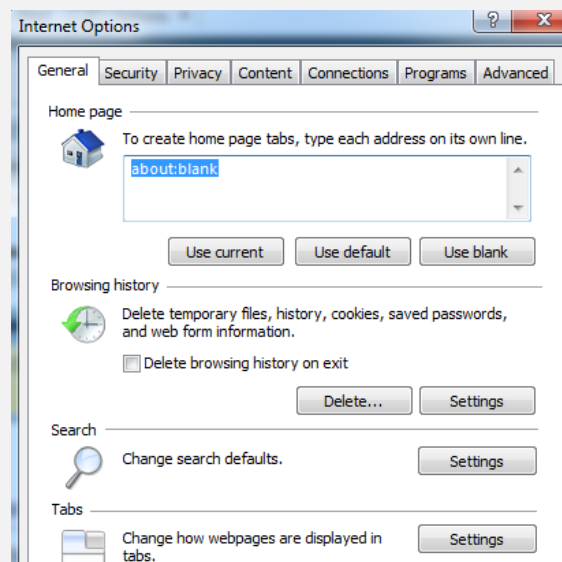 Internet Options
? X
General Security Privacy Content Connections Programs Advanced
Home page
To create home page tabs, type each address on its own line.
about:blank
Use current Use default Use blank
Browsing history
Delete temporary files, history, cookies, saved passwords,
and web form information.
Delete browsing history on exit
Delete... Settings
Search
Change search defaults. Settings
Tabs
Change how webpages are displayed in Settings
tabs.